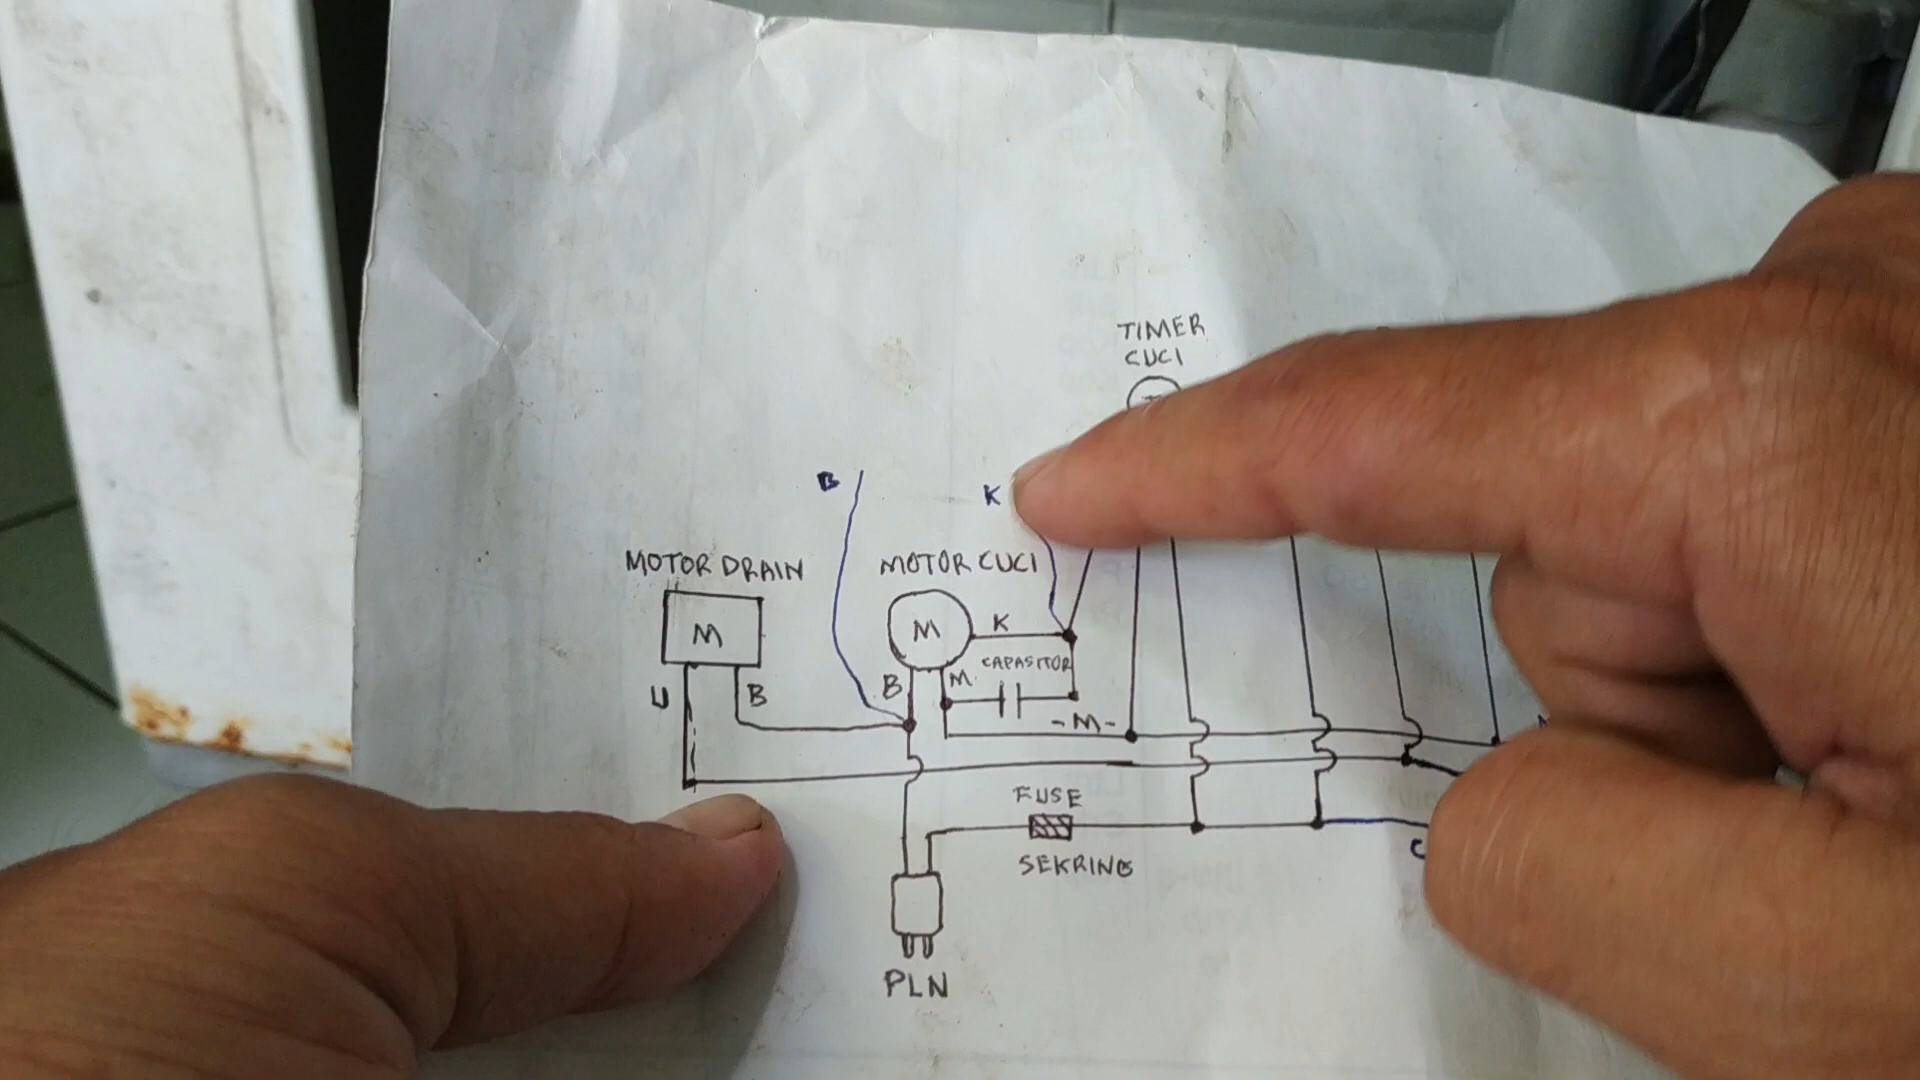 TIMER
CUCI
B
K
MOTOR DRAIN
MOTOR CUCI
M
M
K
CAPASITOR
U
B
B
M
-M-
FUSE
SEKRING
C
PLN